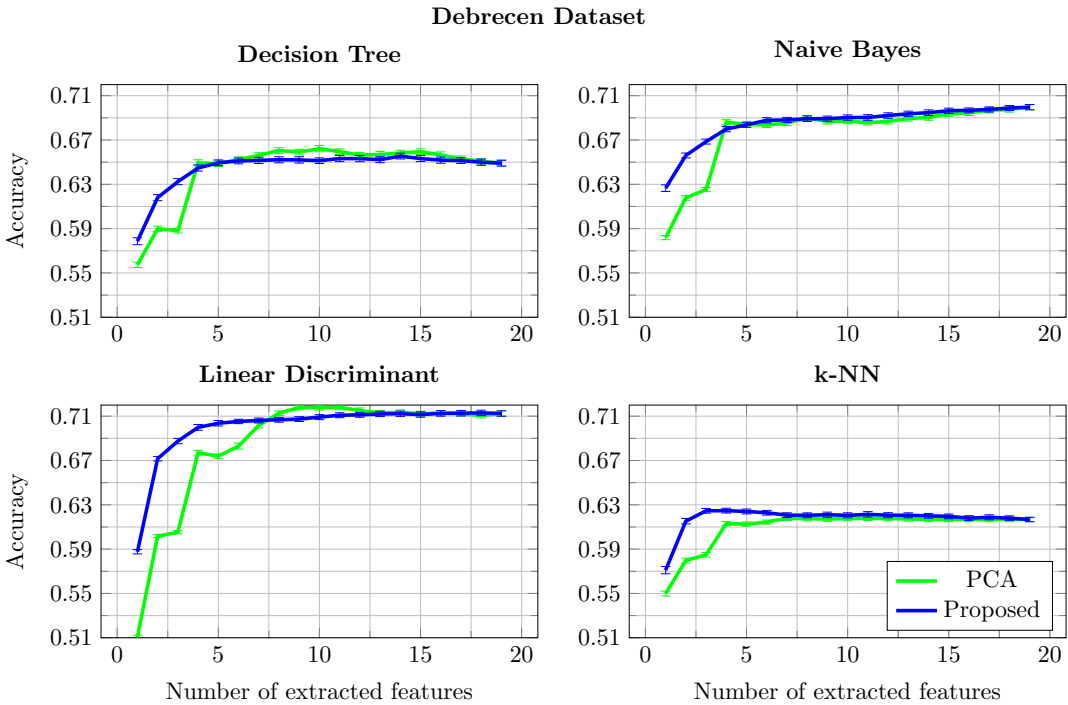 Debrecen Dataset
Decision Tree
Naive Bayes
0.71
0.67
0.63
0.59
0.55
0.51
Accuracy
0 5 10 15 20
0.71
0.67
0.63
0.59
0.55
0.51
0 5 10 15 20
Linear Discriminant
k-NN
0.71
0.67
0.63
0.59
0.55
0.51
Accuracy
0 5 10 15 20
Number of extracted features
0.71
0.67
0.63
0.59
0.55
0.51
PCA
Proposed
0 5 10 15 20
Number of extracted features